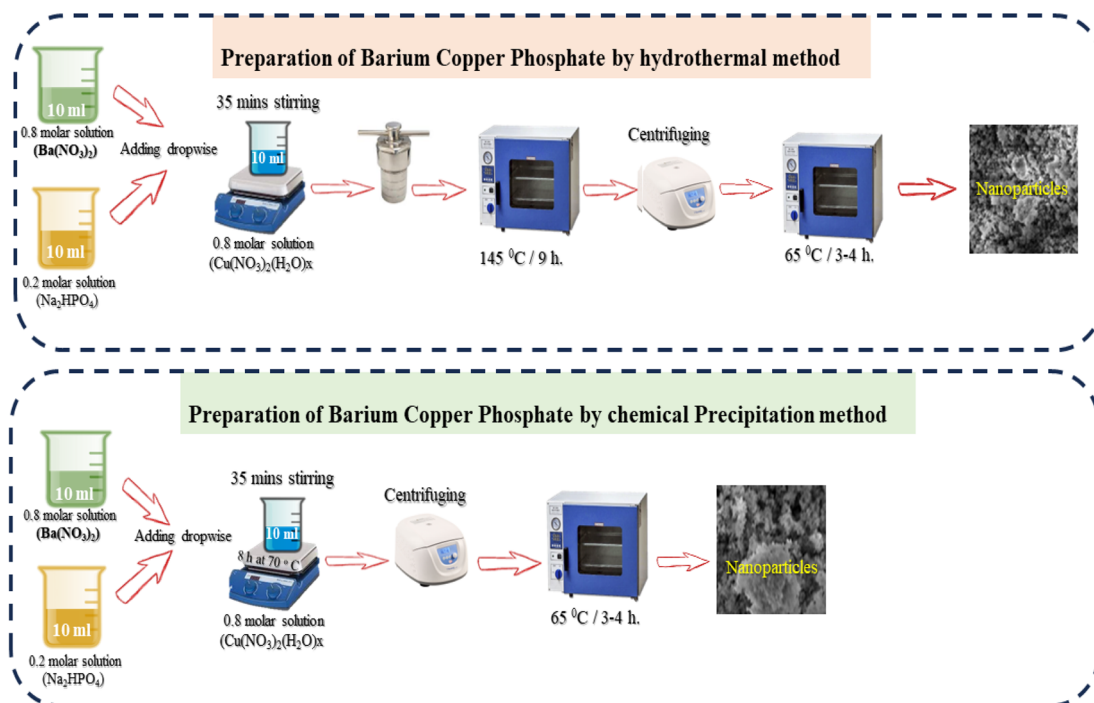 Preparation of Barium Copper Phosphate by hydrothermal method
10 ml
0.8 molar solution
(Ba(NO₃)₂)
Adding dropwise
10 ml
0.2 molar solution
(Na₂HPO₄)
35 mins stirring
10 ml
0.8 molar solution
(Cu(NO₃)₂(H₂O)x
145 ⁰C / 9 h.
Centrifuging
65 ⁰C / 3-4 h.
Nanoparticles
Preparation of Barium Copper Phosphate by chemical Precipitation method
10 ml
0.8 molar solution
(Ba(NO₃)₂)
Adding dropwise
10 ml
0.2 molar solution
(Na₂HPO₄)
35 mins stirring
10 ml
8 h at 70 ° C
0.8 molar solution
(Cu(NO₃)₂(H₂O)x
Centrifuging
65 ⁰C / 3-4 h.
Nanoparticles